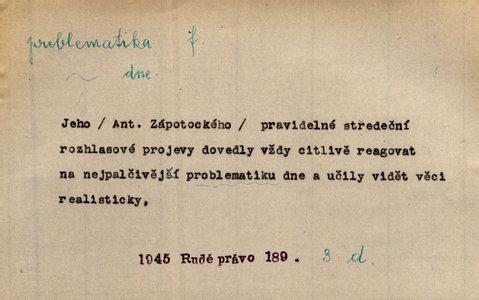 problematika f.
~ dne.
Jeho / Ant. Zápotockého / pravidelné středeční
rozhlasové projevy dovedly vždy citlivě reagovat
na nejpalčivější problematiku dne a učily vidět věci
realisticky.
1945 Rudé právo 189. 3 d.